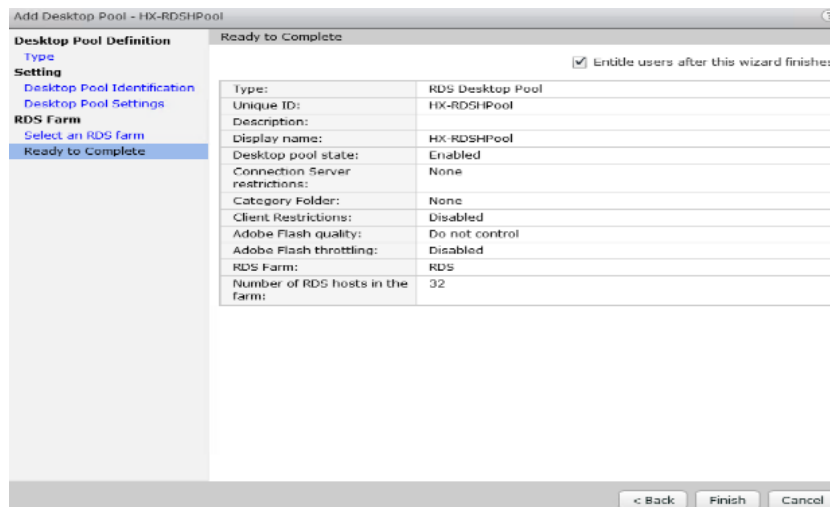 Add Desktop Pool - HX-RDSHPool
Desktop Pool Definition
Type
Setting
Desktop Pool Identification
Desktop Pool Settings
RDS Farm
Select an RDS farm
Ready to Complete
Ready to Complete
Entitle users after this wizard finishes
Type: RDS Desktop Pool
Unique ID: HX-RDSHPool
Description:
Display name: HX-RDSHPool
Desktop pool state: Enabled
Connection Server restrictions: None
Category Folder: None
Client Restrictions: Disabled
Adobe Flash quality: Do not control
Adobe Flash throttling: Disabled
RDS Farm: RDS
Number of RDS hosts in the farm: 32
< Back Finish Cancel